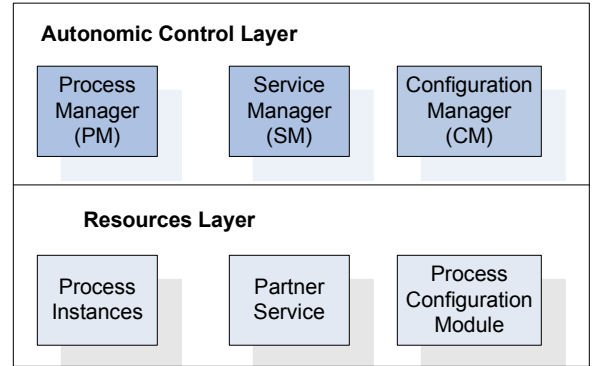 Autonomic Control Layer
Process
Manager
(PM)
Service
Manager
(SM)
Configuration
Manager
(CM)
Resources Layer
Process
Instances
Partner
Service
Process
Configuration
Module